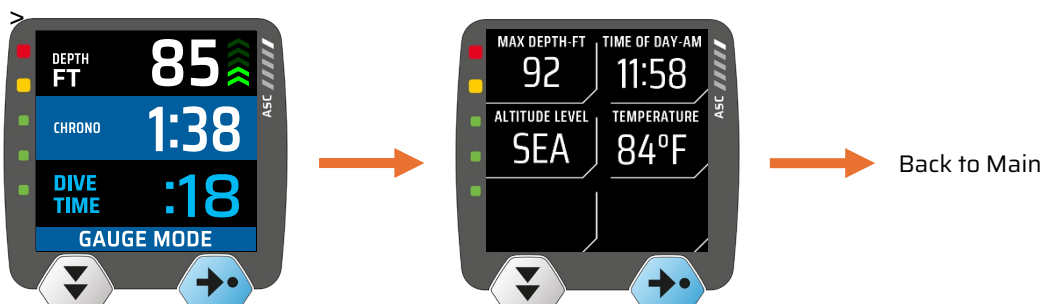 >
DEPTH
FT 85
ASC
CHRONO 1:38
DIVE
TIME :18
GAUGE MODE
MAX DEPTH-FT TIME OF DAY-AM
92 11:58
ASC
ALTITUDE LEVEL TEMPERATURE
SEA 84°F
Back to Main